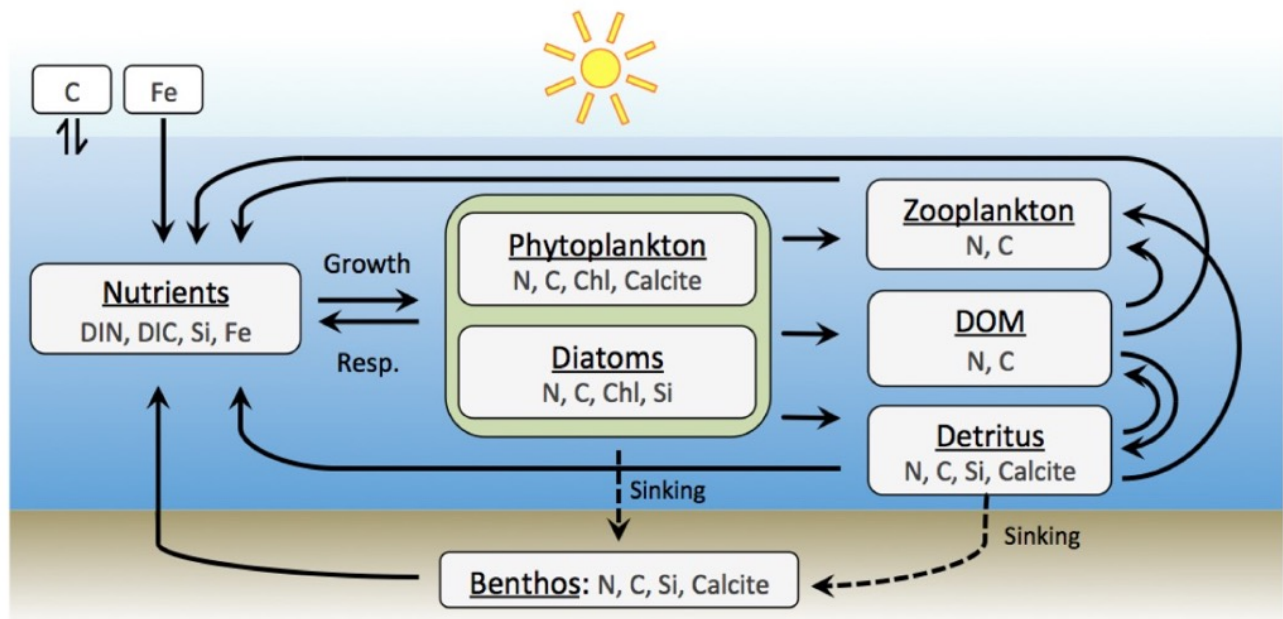 C
Fe
Zooplankton
N, C
Phytoplankton
N, C, Chl, Calcite
Growth
Nutrients
DIN, DIC, Si, Fe
Resp.
Diatoms
N, C, Chl, Si
DOM
N, C
Detritus
N, C, Si, Calcite
Sinking
Sinking
Benthos: N, C, Si, Calcite